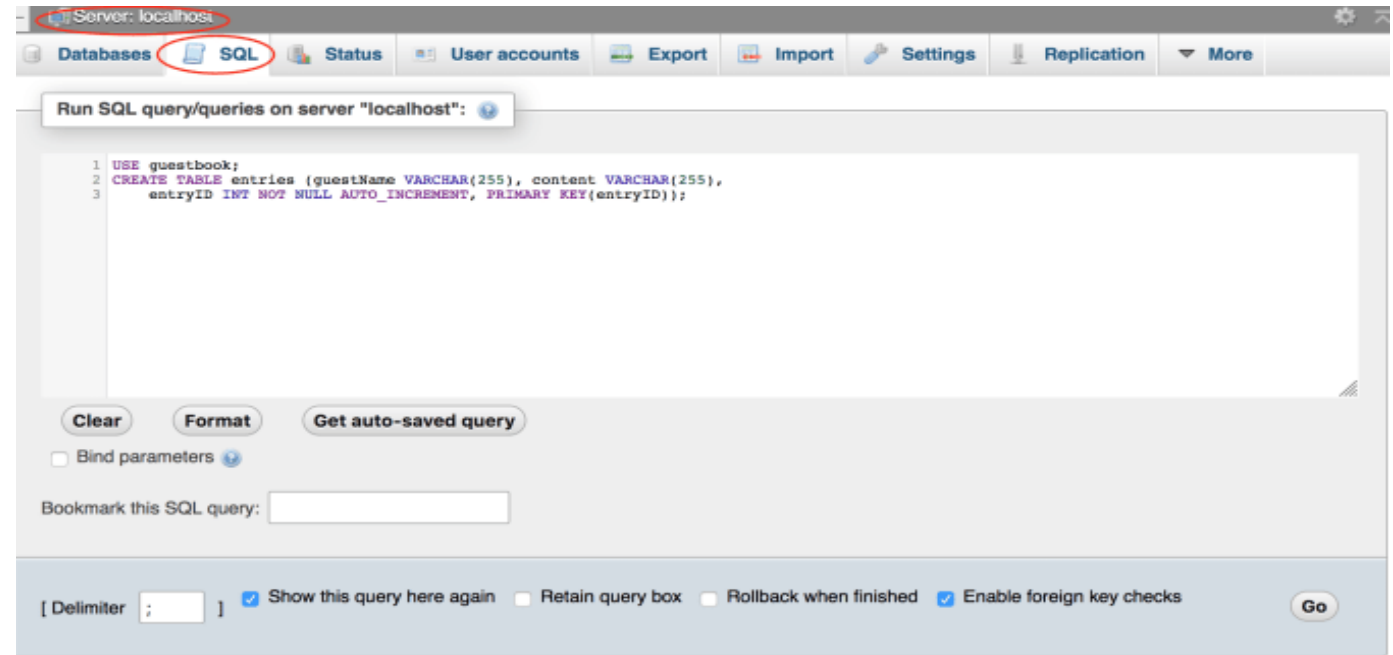 Server: localhost
Databases SQL Status User accounts Export Import Settings Replication More
Run SQL query/queries on server "localhost":
1 USE guestbook;
2 CREATE TABLE entries (guestName VARCHAR(255), content VARCHAR(255),
3 entryID INT NOT NULL AUTO_INCREMENT, PRIMARY KEY(entryID));
Clear Format Get auto-saved query
Bind parameters
Bookmark this SQL query:
[ Delimiter ; ] Show this query here again Retain query box Rollback when finished Enable foreign key checks Go